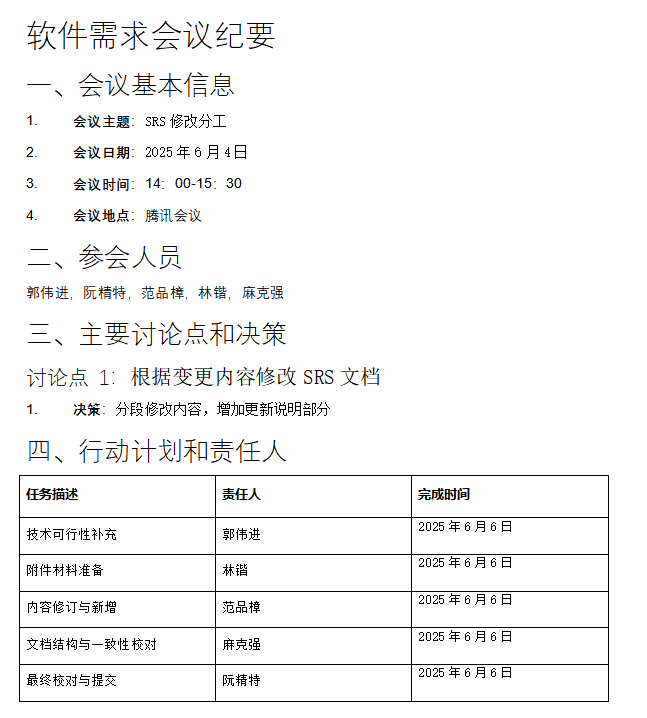 软件需求会议纪要
一、会议基本信息
1. 会议主题：SRS 修改分工
2. 会议日期：2025 年 6 月 4 日
3. 会议时间：14：00-15：30
4. 会议地点：腾讯会议
二、参会人员
郭伟进，阮精特，范品樟，林锴，麻克强
三、主要讨论点和决策
讨论点 1：根据变更内容修改 SRS 文档
1. 决策：分段修改内容，增加更新说明部分
四、行动计划和责任人
任务描述 责任人 完成时间
技术可行性补充 郭伟进 2025 年 6 月 6 日
附件材料准备 林锴 2025 年 6 月 6 日
内容修订与新增 范品樟 2025 年 6 月 6 日
文档结构与一致性校对 麻克强 2025 年 6 月 6 日
最终校对与提交 阮精特 2025 年 6 月 6 日